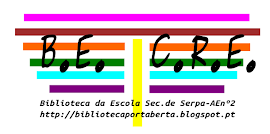 B.E. C.R.E.
Biblioteca da Escola Sec.de Serpa-AEnº2
http://bibliotecaportaberta.blogspot.pt